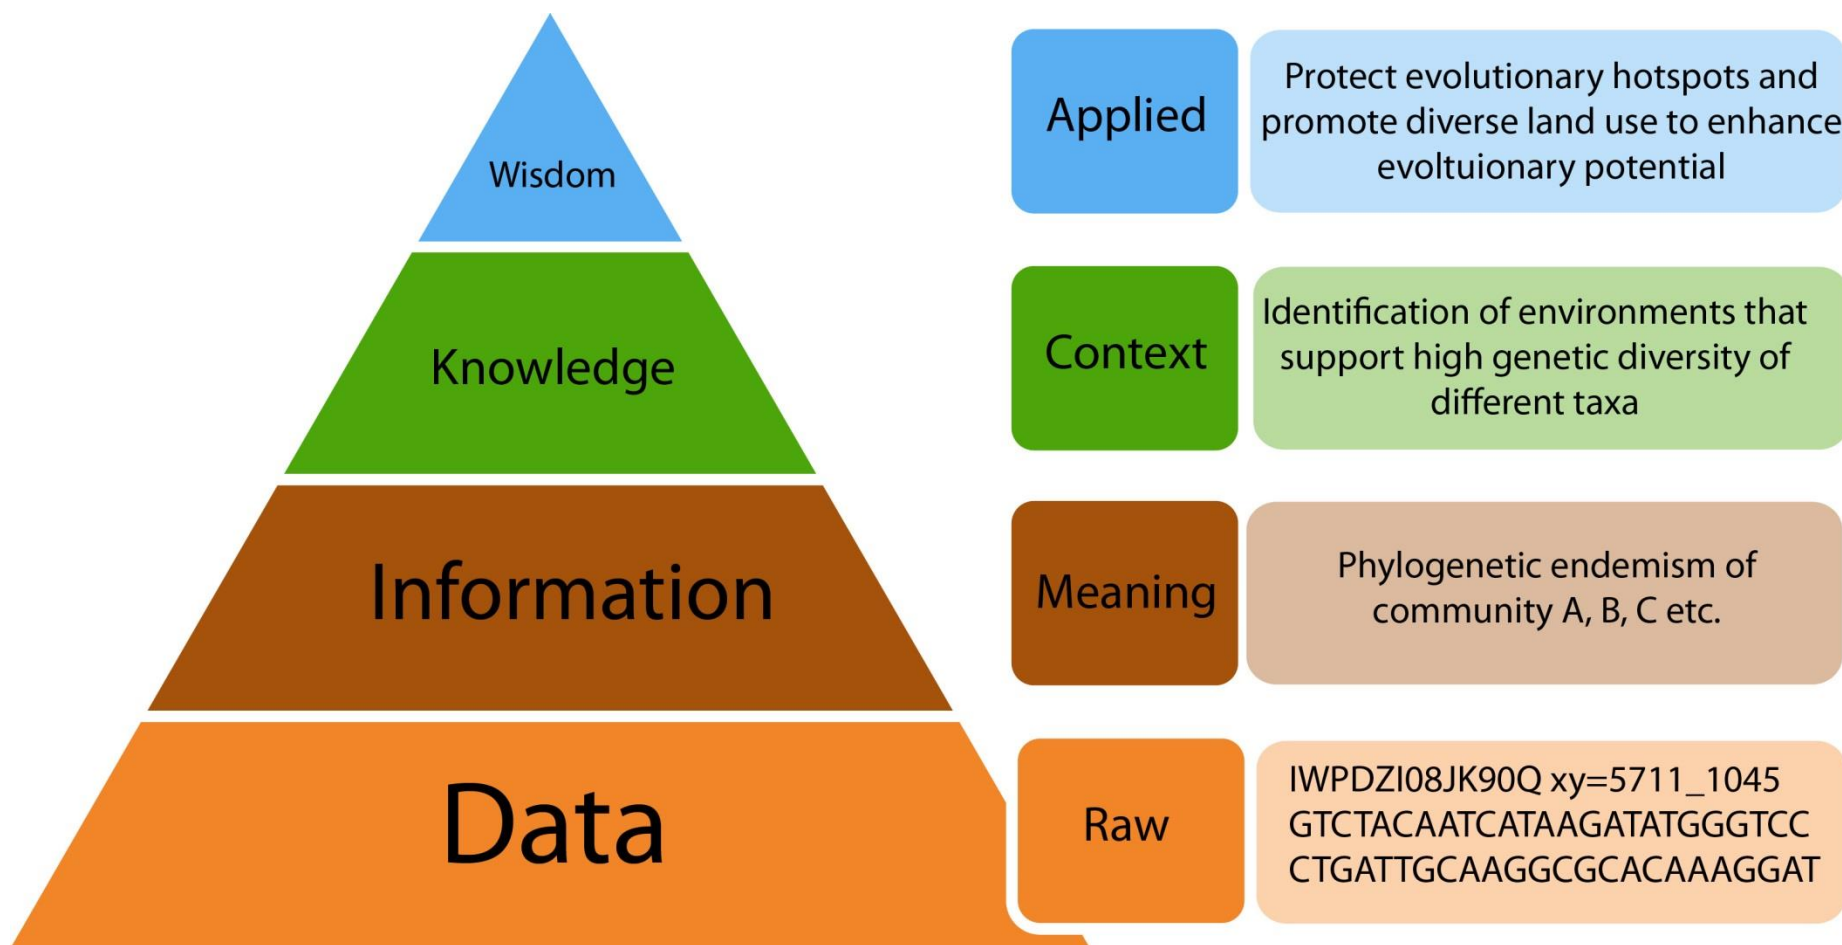 Wisdom
Applied
Protect evolutionary hotspots and
promote diverse land use to enhance
evoltuionary potential
Knowledge
Context
Identification of environments that
support high genetic diversity of
different taxa
Information
Meaning
Phylogenetic endemism of
community A, B, C etc.
Data
Raw
IWPDZI08JK90Q xy=5711_1045
GTCTACAATCATAAGATATGGGTCC
CTGATTGCAAGGCGCACAAAGGAT